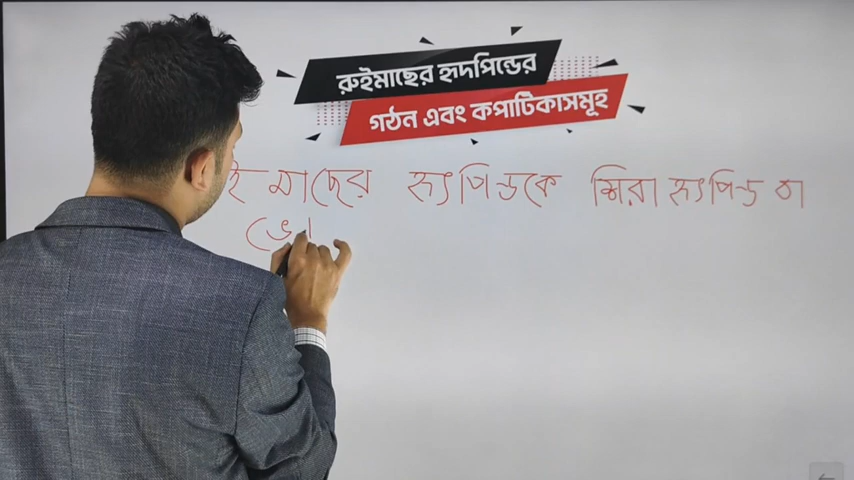 রুইমাছের হৃদপিন্ডের
গঠন এবং কপাটিকাসমূহ
ই মাছের হৃৎপিন্ডকে শিরা হৃৎপিন্ড বা